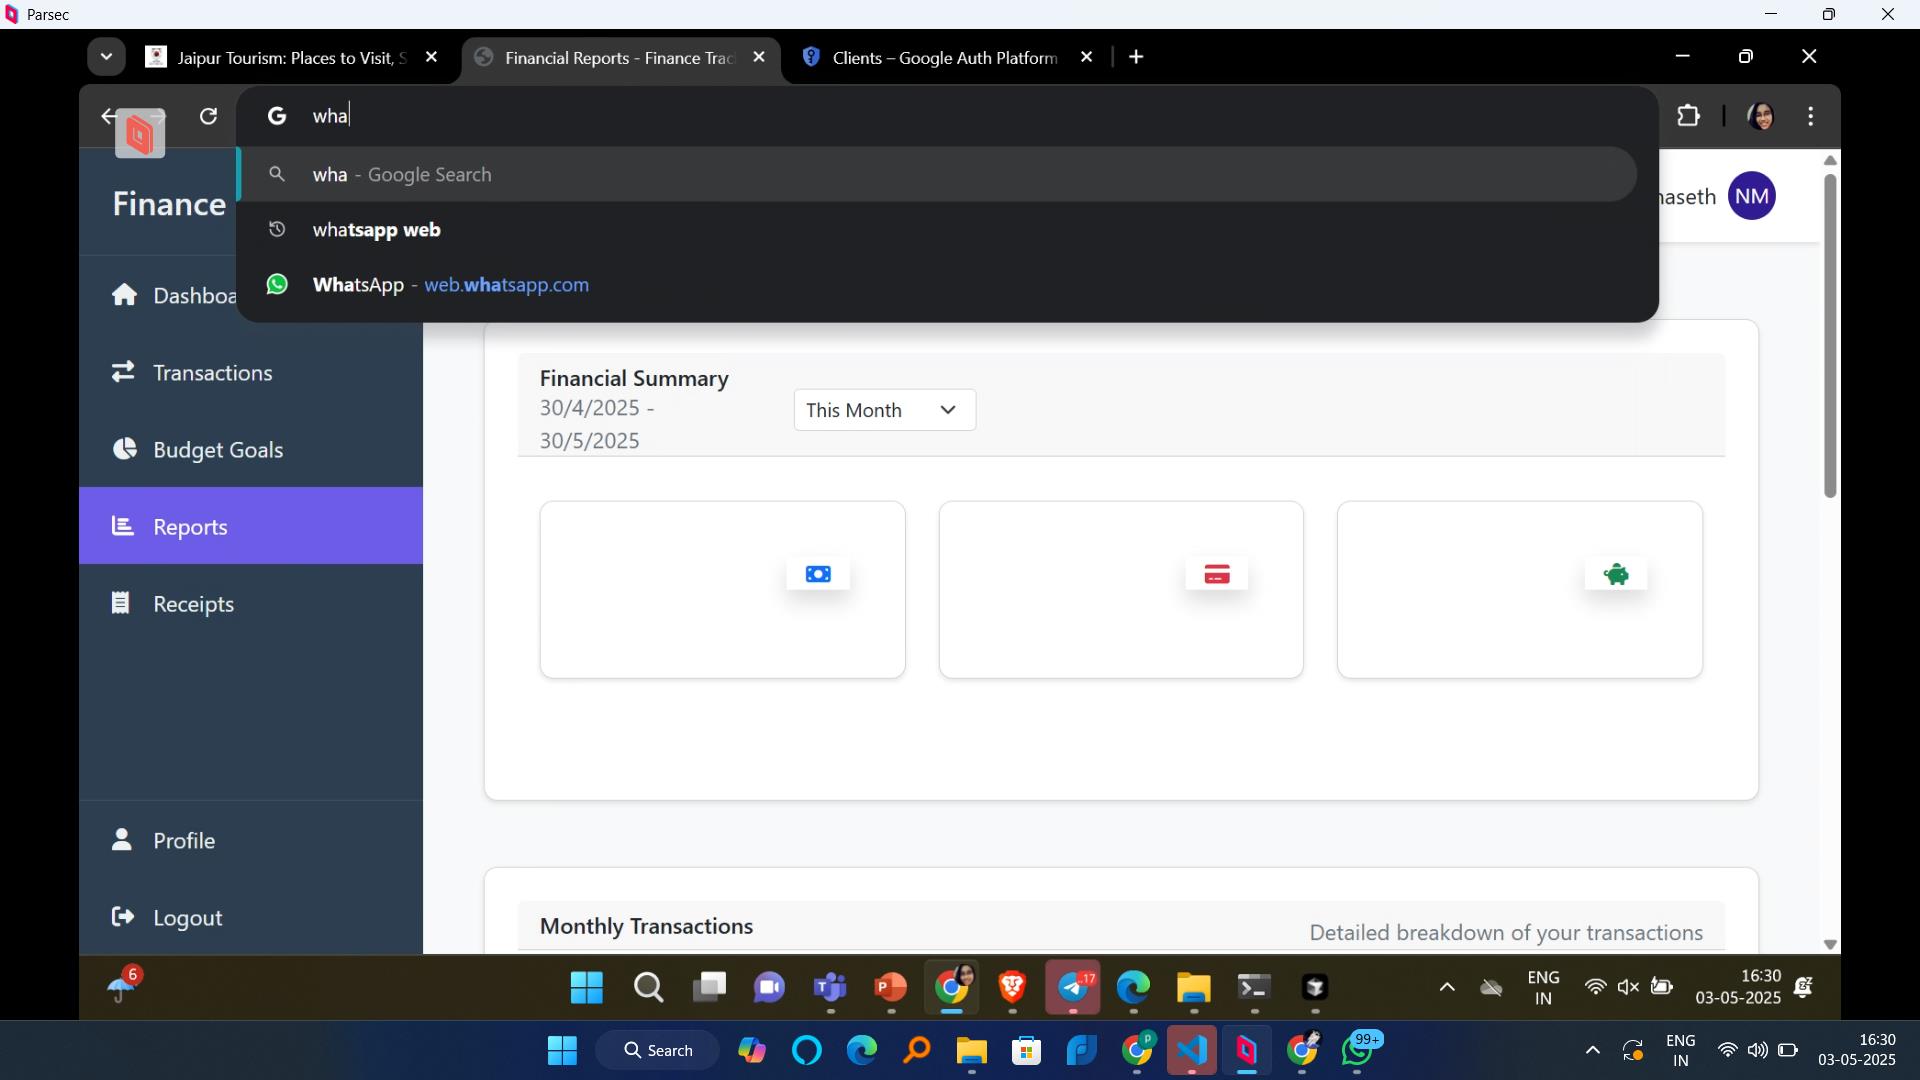 Parsec
Jaipur Tourism: Places to Visit, S
Financial Reports - Finance Trac
Clients – Google Auth Platform
wha
wha - Google Search
whatsapp web
WhatsApp - web.whatsapp.com
Finance
naseth
NM
Dashboa
Transactions
Budget Goals
Reports
Receipts
Profile
Logout
Financial Summary
30/4/2025 -
30/5/2025
This Month
Monthly Transactions
Detailed breakdown of your transactions
6
17
ENG
IN
16:30
03-05-2025
Search
P
99+
ENG
IN
16:30
03-05-2025